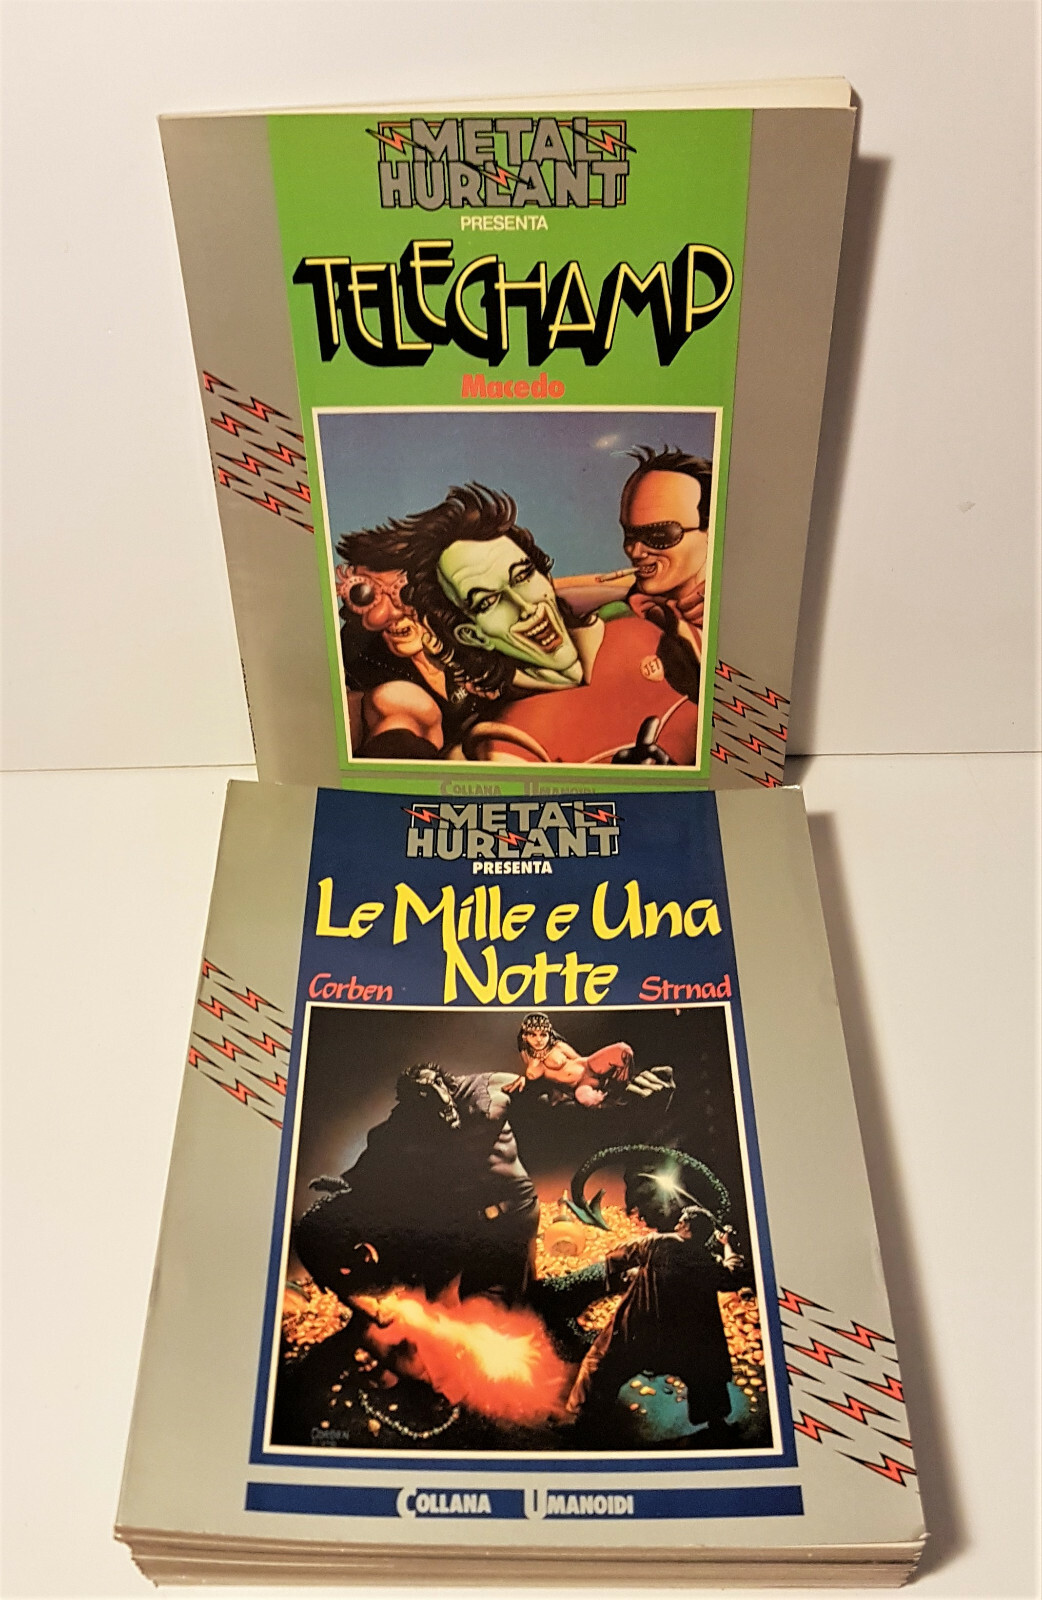 METAL
HURLANT
PRESENTA
TELECHAMP
Macedo
JET
COLLANA UMANOIDI
METAL
HURLANT
PRESENTA
Le Mille e Una
Notte
Corben
Strnad
CORBEN
COLLANA UMANOIDI